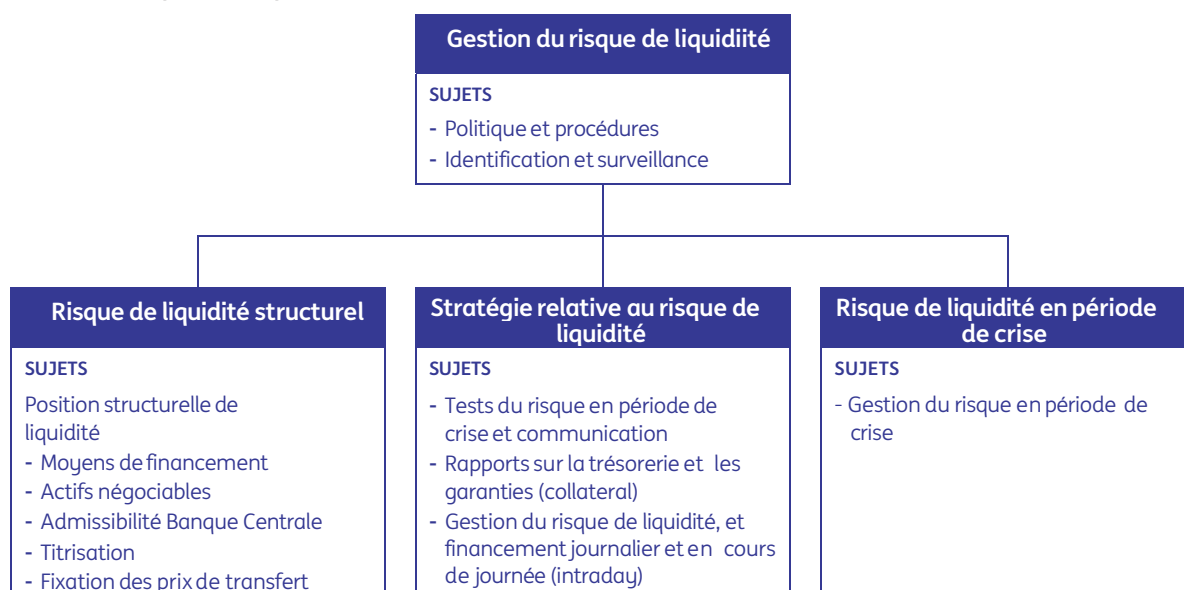 Gestion du risque de liquidiité
SUJETS
- Politique et procédures
- Identification et surveillance
Risque de liquidité structurel
SUJETS
Position structurelle de
liquidité
- Moyens de financement
- Actifs négociables
- Admissibilité Banque Centrale
- Titrisation
- Fixation des prix de transfert
Stratégie relative au risque de
liquidité
SUJETS
- Tests du risque en période de
crise et communication
- Rapports sur la trésorerie et les
garanties (collateral)
- Gestion du risque de liquidité, et
financement journalier et en cours
de journée (intraday)
Risque de liquidité en période
de crise
SUJETS
- Gestion du risque en période de
crise